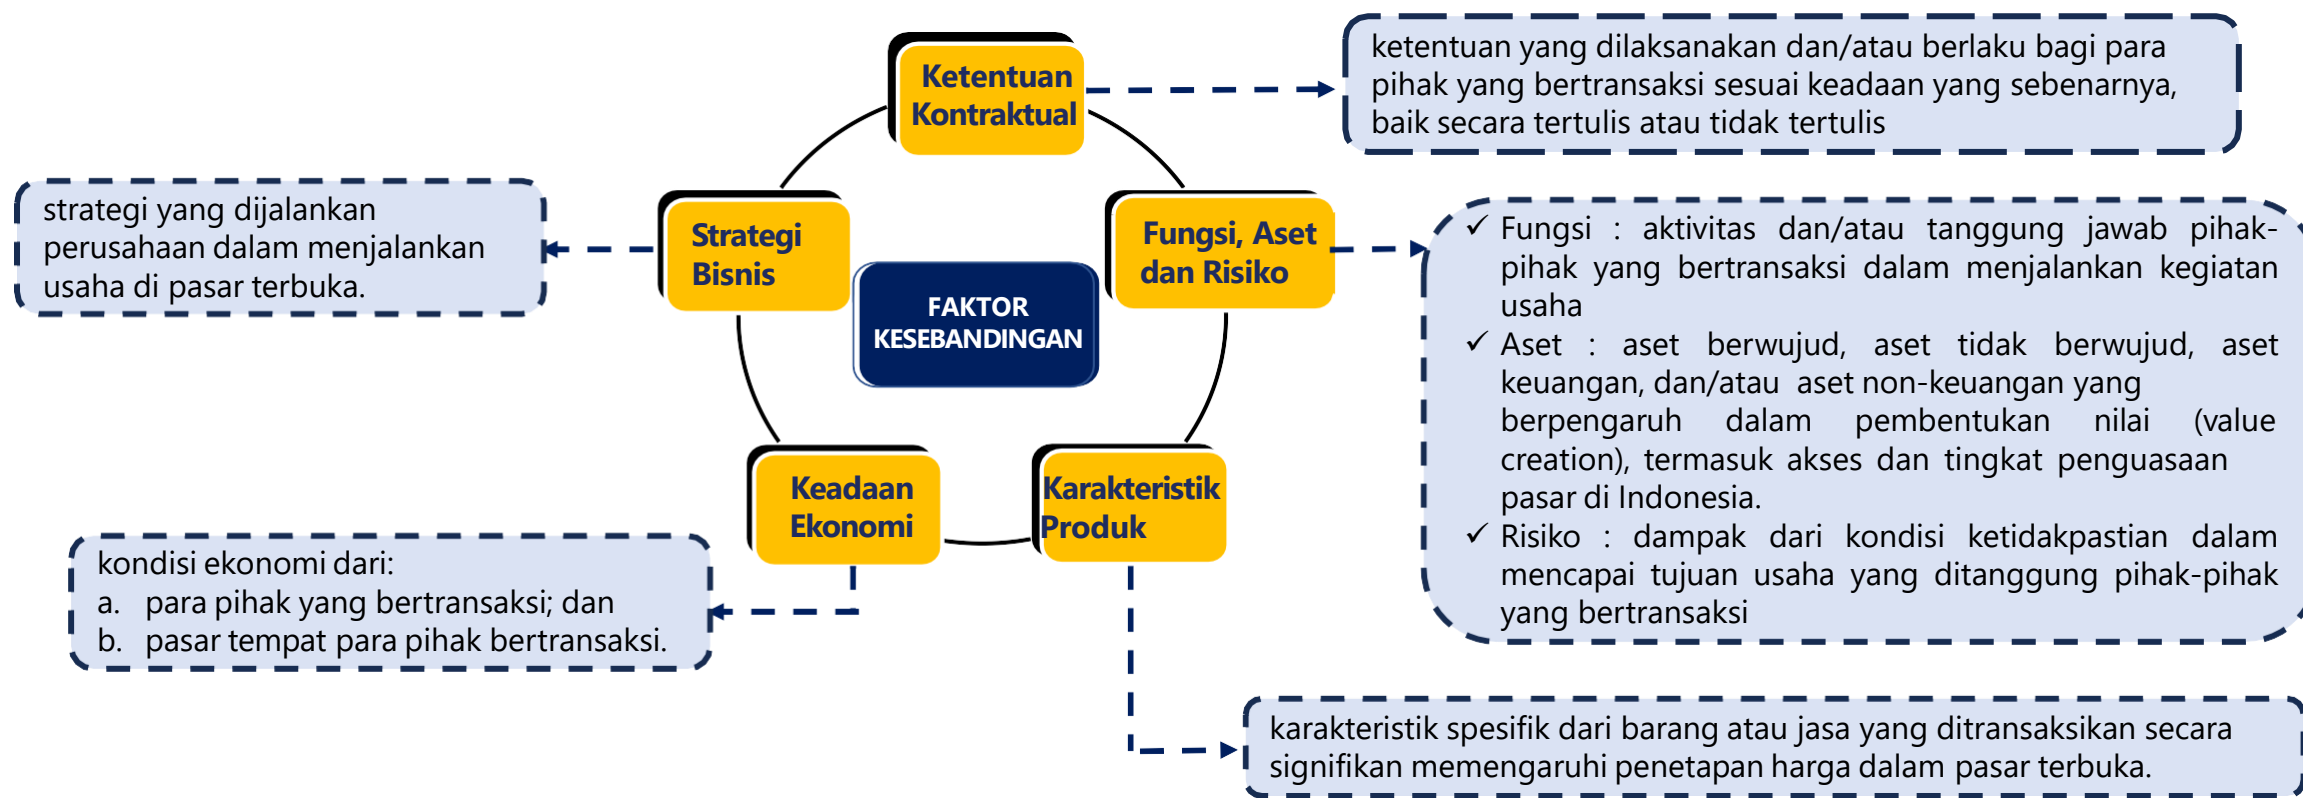 Ketentuan
Kontraktual
ketentuan yang dilaksanakan dan/atau berlaku bagi para
pihak yang bertransaksi sesuai keadaan yang sebenarnya,
baik secara tertulis atau tidak tertulis
strategi yang dijalankan
perusahaan dalam menjalankan
usaha di pasar terbuka.
Strategi
Bisnis
FAKTOR
KESEBANDINGAN
Fungsi, Aset
dan Risiko
✓ Fungsi : aktivitas dan/atau tanggung jawab pihak-
pihak yang bertransaksi dalam menjalankan kegiatan
usaha
✓ Aset : aset berwujud, aset tidak berwujud, aset
keuangan, dan/atau aset non-keuangan yang
berpengaruh dalam pembentukan nilai (value
creation), termasuk akses dan tingkat penguasaan
pasar di Indonesia.
✓ Risiko : dampak dari kondisi ketidakpastian dalam
mencapai tujuan usaha yang ditanggung pihak-pihak
yang bertransaksi
Keadaan
Ekonomi
Karakteristik
Produk
kondisi ekonomi dari:
a. para pihak yang bertransaksi; dan
b. pasar tempat para pihak bertransaksi.
karakteristik spesifik dari barang atau jasa yang ditransaksikan secara
signifikan memengaruhi penetapan harga dalam pasar terbuka.